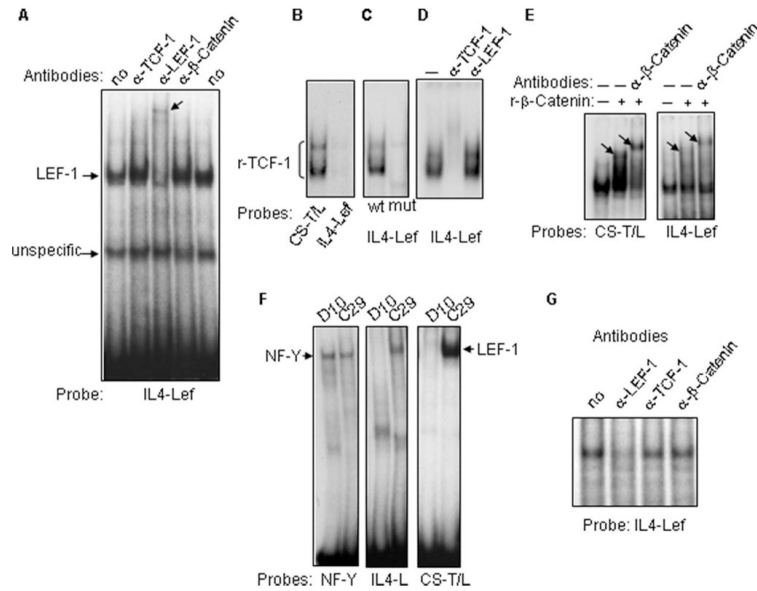 A
Antibodies: no α-TCF-1 α-LEF-1 α-β-Catenin no
LEF-1
unspecific
Probe: IL4-Lef
B
C
D
— α-TCF-1 α-LEF-1
r-TCF-1
wt mut
Probes: CS-T/L IL4-Lef IL4-Lef IL4-Lef
E
α-β-Catenin α-β-Catenin
Antibodies: — — — —
r-β-Catenin: — + + — + +
Probes: CS-T/L IL4-Lef
F
D10 C29 D10 C29 D10 C29
NF-Y LEF-1
Probes: NF-Y IL4-L CS-T/L
G
Antibodies
no α-LEF-1 α-TCF-1 α-β-Catenin
Probe: IL4-Lef